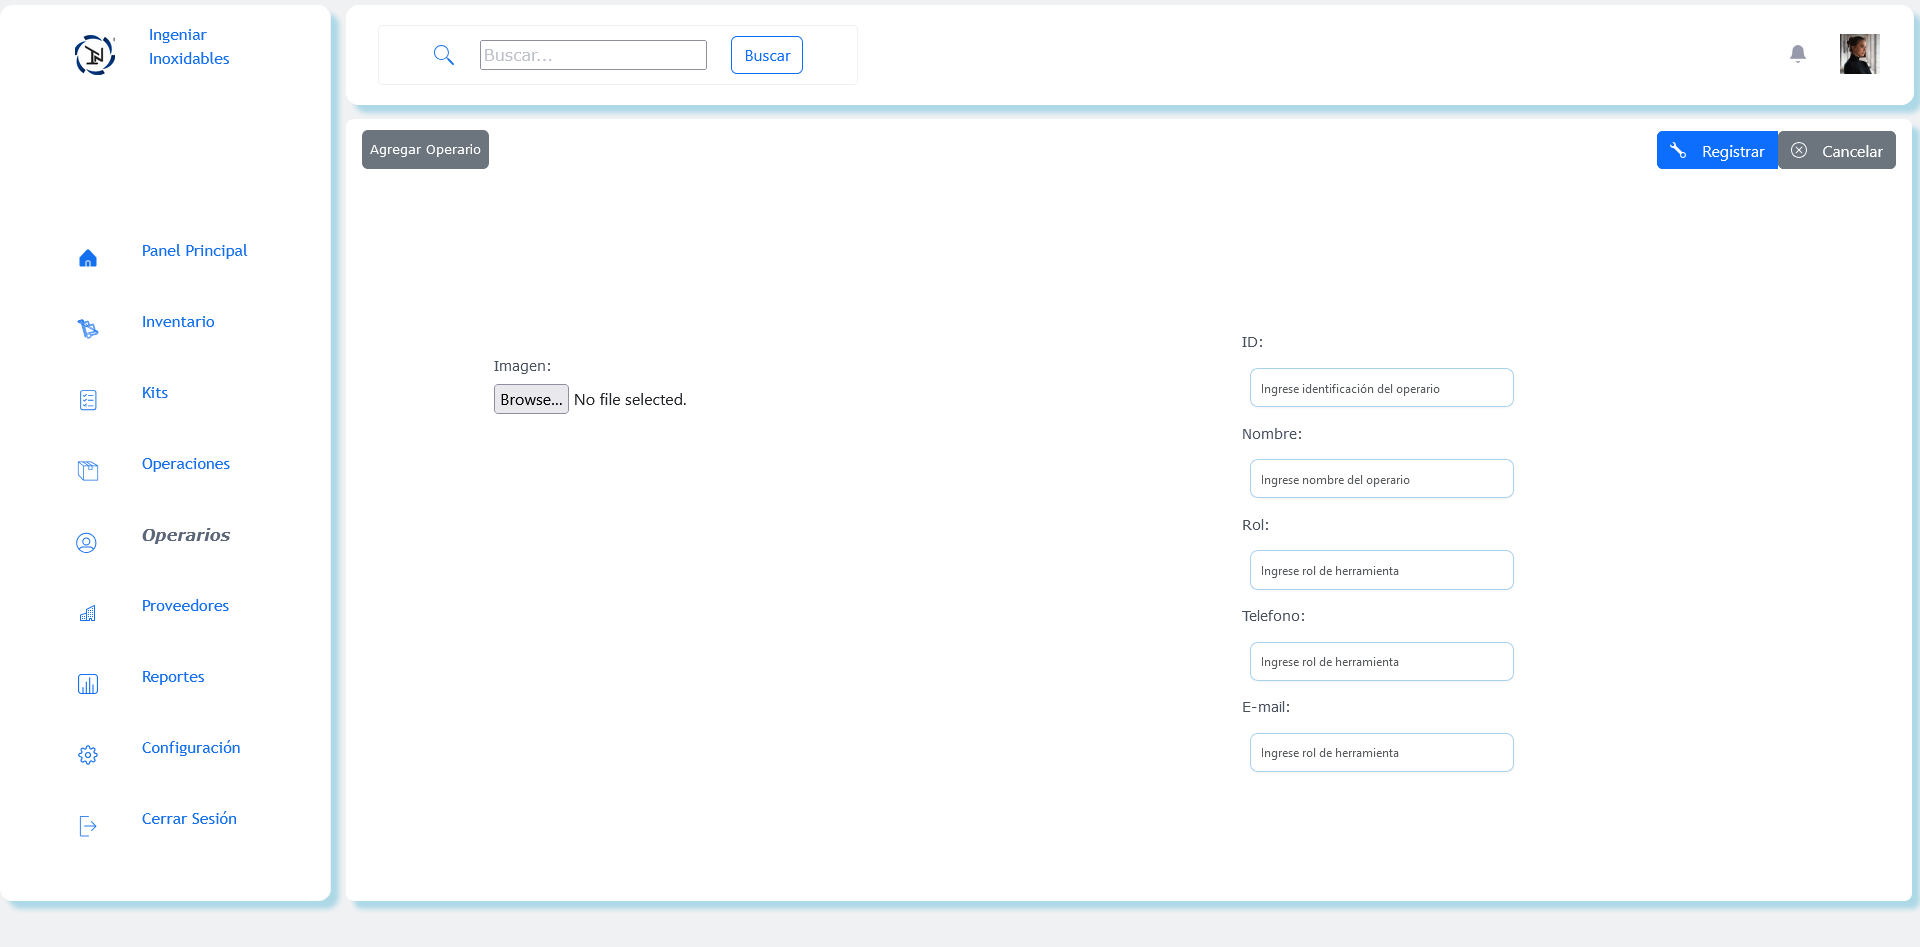 Ingeniar
Inoxidables
Buscar...
Buscar
Agregar Operario
Registrar
Cancelar
Panel Principal
Inventario
Kits
Operaciones
Operarios
Proveedores
Reportes
Configuración
Cerrar Sesión
Imagen:
Browse... No file selected.
ID:
Ingrese identificación del operario
Nombre:
Ingrese nombre del operario
Rol:
Ingrese rol de herramienta
Telefono:
Ingrese rol de herramienta
E-mail:
Ingrese rol de herramienta